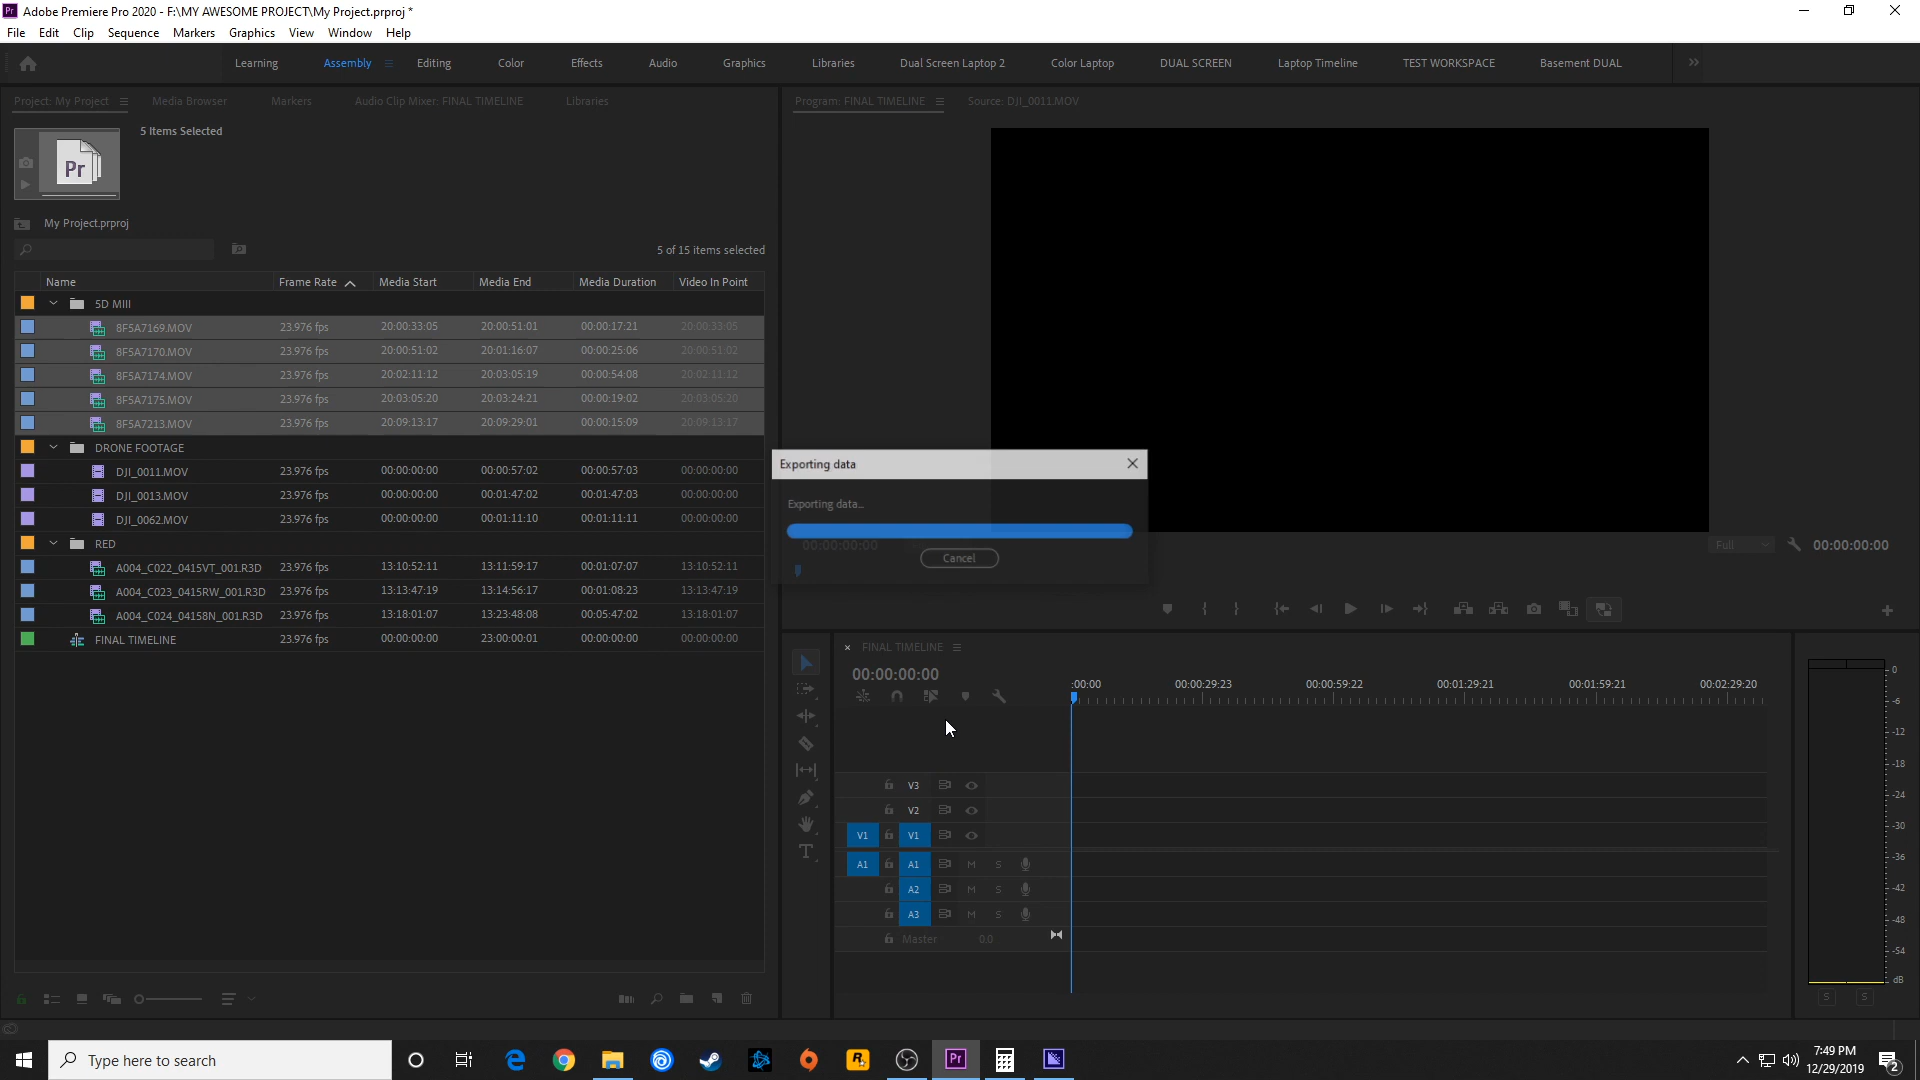 Adobe Premiere Pro 2020 - F:\MY AWESOME PROJECT\My Project.prproj *
File Edit Clip Sequence Markers Graphics View Window Help
Learning Assembly Editing Color Effects Audio Graphics Libraries Dual Screen Laptop 2 Color Laptop DUAL SCREEN Laptop Timeline TEST WORKSPACE Basement DUAL
Project: My Project Media Browser Markers Audio Clip Mixer: FINAL TIMELINE Libraries
Program: FINAL TIMELINE Source: DJI_0011.MOV
5 Items Selected
Pr
My Project.prproj
5 of 15 items selected
Name Frame Rate Media Start Media End Media Duration Video In Point
5D MIII
8F5A7169.MOV 23.976 fps 20:00:33:05 20:00:51:01 00:00:17:21 20:00:33:05
8F5A7170.MOV 23.976 fps 20:00:51:02 20:01:16:07 00:00:25:06 20:00:51:02
8F5A7174.MOV 23.976 fps 20:02:11:12 20:03:05:19 00:00:54:08 20:02:11:12
8F5A7175.MOV 23.976 fps 20:03:05:20 20:03:24:21 00:00:19:02 20:03:05:20
8F5A7213.MOV 23.976 fps 20:09:13:17 20:09:29:01 00:00:15:09 20:09:13:17
DRONE FOOTAGE
DJI_0011.MOV 23.976 fps 00:00:00:00 00:00:57:02 00:00:57:03 00:00:00:00
DJI_0013.MOV 23.976 fps 00:00:00:00 00:01:47:02 00:01:47:03 00:00:00:00
DJI_0062.MOV 23.976 fps 00:00:00:00 00:01:11:10 00:01:11:11 00:00:00:00
RED
A004_C022_0415VT_001.R3D 23.976 fps 13:10:52:11 13:11:59:17 00:01:07:07 13:10:52:11
A004_C023_0415RW_001.R3D 23.976 fps 13:13:47:19 13:14:56:17 00:01:08:23 13:13:47:19
A004_C024_04158N_001.R3D 23.976 fps 13:18:01:07 13:23:48:08 00:05:47:02 13:18:01:07
FINAL TIMELINE 23.976 fps 00:00:00:00 23:00:00:01 00:00:00:00 00:00:00:00
Exporting data
Exporting data...
00:00:00:00
Cancel
Full 00:00:00:00
FINAL TIMELINE
00:00:00:00
:00:00 00:00:29:23 00:00:59:22 00:01:29:21 00:01:59:21 00:02:29:20
V3
V2
V1 V1
A1 A1 M S
A2 M S
A3 M S
Master 0.0
0
-6
-12
-18
-24
-30
-36
-42
-48
-54
dB
S S
Type here to search
Pr
7:49 PM
12/29/2019
2